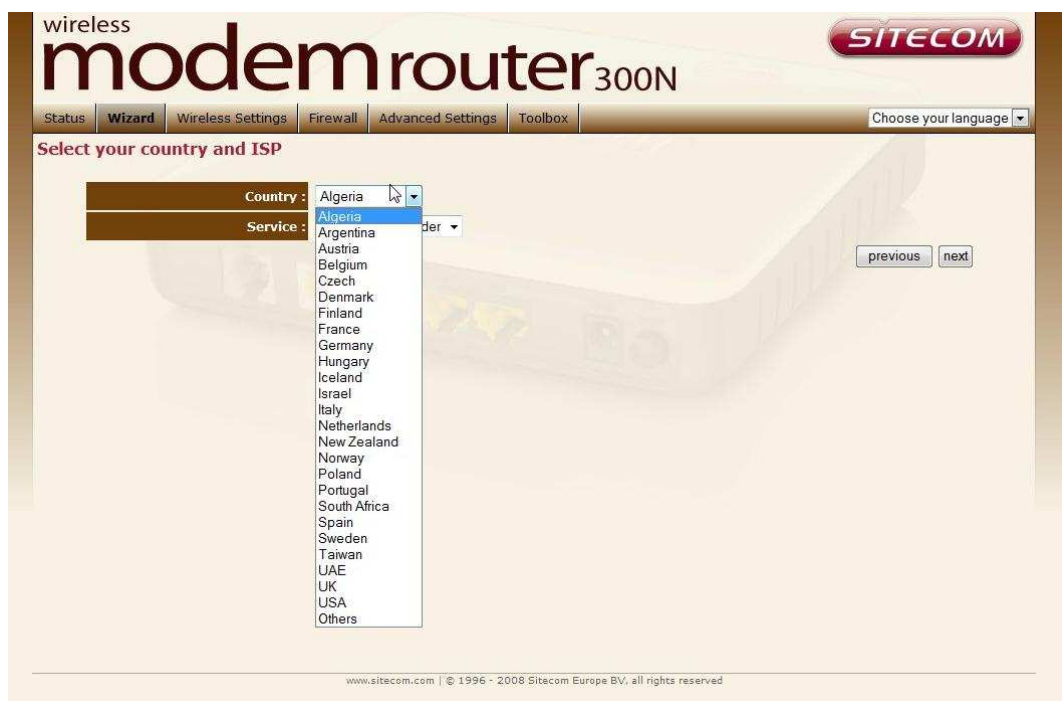 wireless
modem router 300N
SITECOM
Status Wizard Wireless Settings Firewall Advanced Settings Toolbox Choose your language
Select your country and ISP
Country : Algeria
Service : der
Algeria
Argentina
Austria
Belgium
Czech
Denmark
Finland
France
Germany
Hungary
Iceland
Israel
Italy
Netherlands
New Zealand
Norway
Poland
Portugal
South Africa
Spain
Sweden
Taiwan
UAE
UK
USA
Others
previous next
www.sitecom.com | © 1996 - 2008 Sitecom Europe BV, all rights reserved